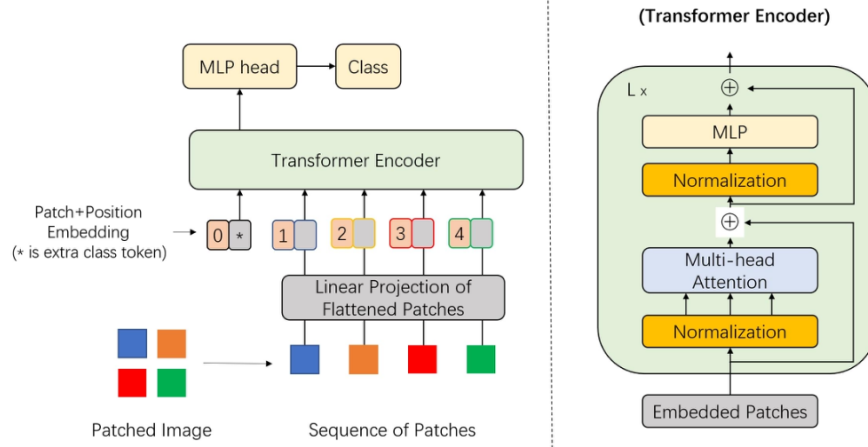 MLP head
Class
Transformer Encoder
Patch+Position
Embedding
(* is extra class token)
0 *
1
2
3
4
Linear Projection of
Flattened Patches
Patched Image
Sequence of Patches
(Transformer Encoder)
L x
MLP
Normalization
Multi-head
Attention
Normalization
Embedded Patches